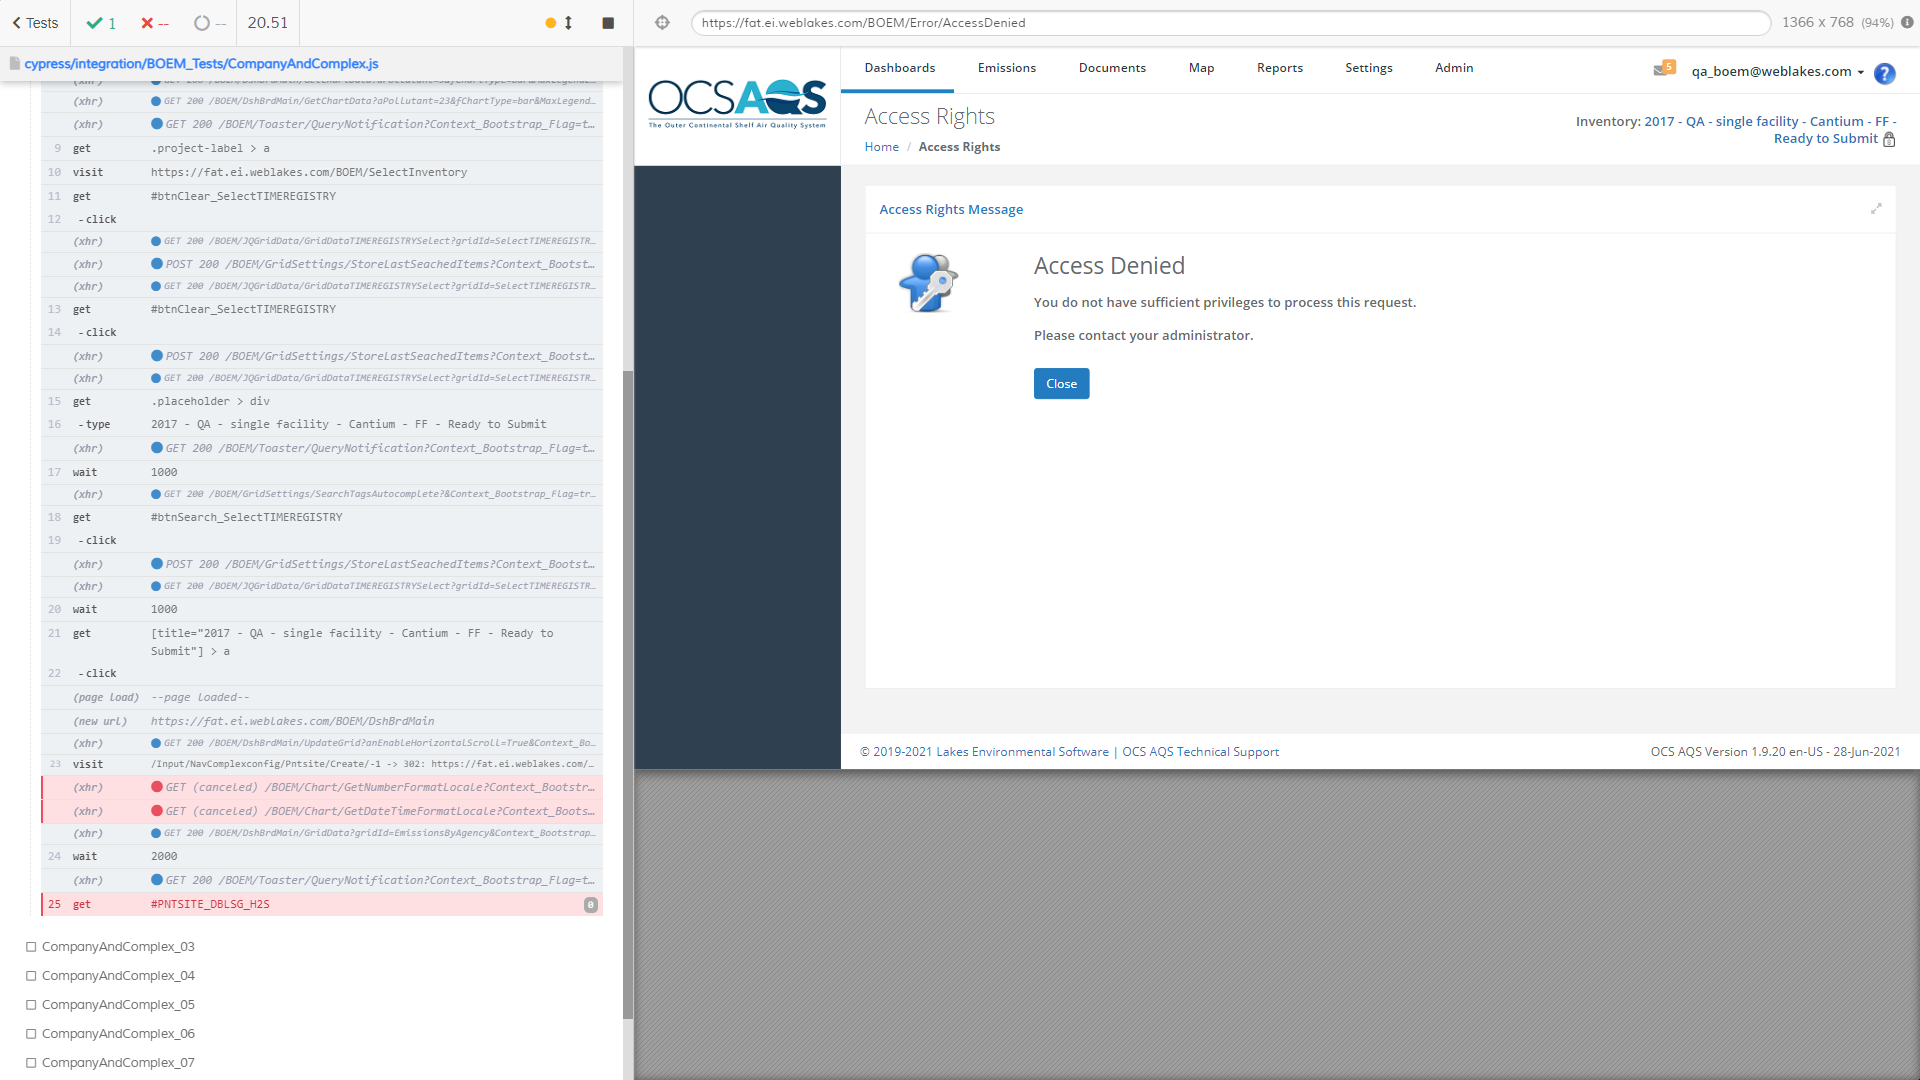 Tests
1
--
--
20.51
https://fat.ei.weblakes.com/BOEM/Error/AccessDenied
1366 x 768 (94%)
cypress/integration/BOEM_Tests/CompanyAndComplex.js
(xhr) GET 200 /BOEM/DshBrdMain/GetChartData?aPollutant=23&fChartType=bar&MaxLegend…
(xhr) GET 200 /BOEM/Toaster/QueryNotification?Context_Bootstrap_Flag=t…
9 get .project-label > a
10 visit https://fat.ei.weblakes.com/BOEM/SelectInventory
11 get #btnClear_SelectTIMEREGISTRY
12 -click
(xhr) GET 200 /BOEM/JQGridData/GridDataTIMEREGISTRYSelect?gridId=SelectTIMEREGISTR…
(xhr) POST 200 /BOEM/GridSettings/StoreLastSeachedItems?Context_Bootst…
(xhr) GET 200 /BOEM/JQGridData/GridDataTIMEREGISTRYSelect?gridId=SelectTIMEREGISTR…
13 get #btnClear_SelectTIMEREGISTRY
14 -click
(xhr) POST 200 /BOEM/GridSettings/StoreLastSeachedItems?Context_Bootst…
(xhr) GET 200 /BOEM/JQGridData/GridDataTIMEREGISTRYSelect?gridId=SelectTIMEREGISTR…
15 get .placeholder > div
16 -type 2017 - QA - single facility - Cantium - FF - Ready to Submit
(xhr) GET 200 /BOEM/Toaster/QueryNotification?Context_Bootstrap_Flag=t…
17 wait 1000
(xhr) GET 200 /BOEM/GridSettings/SearchTagsAutocomplete?&Context_Bootstrap_Flag=tr…
18 get #btnSearch_SelectTIMEREGISTRY
19 -click
(xhr) POST 200 /BOEM/GridSettings/StoreLastSeachedItems?Context_Bootst…
(xhr) GET 200 /BOEM/JQGridData/GridDataTIMEREGISTRYSelect?gridId=SelectTIMEREGISTR…
20 wait 1000
21 get [title="2017 - QA - single facility - Cantium - FF - Ready to
Submit"] > a
22 -click
(page load) --page loaded--
(new url) https://fat.ei.weblakes.com/BOEM/DshBrdMain
(xhr) GET 200 /BOEM/DshBrdMain/UpdateGrid?anEnableHorizontalScroll=True&Context_Bo…
23 visit /Input/NavComplexconfig/Pntsite/Create/-1 -> 302: https://fat.ei.weblakes.com/…
(xhr) GET (canceled) /BOEM/Chart/GetNumberFormatLocale?Context_Bootstr…
(xhr) GET (canceled) /BOEM/Chart/GetDateTimeFormatLocale?Context_Boots…
(xhr) GET 200 /BOEM/DshBrdMain/GridData?gridId=EmissionsByAgency&Context_Bootstrap…
24 wait 2000
(xhr) GET 200 /BOEM/Toaster/QueryNotification?Context_Bootstrap_Flag=t…
25 get #PNTSITE_DBLSG_H2S 0
CompanyAndComplex_03
CompanyAndComplex_04
CompanyAndComplex_05
CompanyAndComplex_06
CompanyAndComplex_07
OCSAQS
The Outer Continental Shelf Air Quality System
Dashboards
Emissions
Documents
Map
Reports
Settings
Admin
5
qa_boem@weblakes.com
?
Access Rights
Home / Access Rights
Inventory: 2017 - QA - single facility - Cantium - FF -
Ready to Submit
Access Rights Message
Access Denied
You do not have sufficient privileges to process this request.
Please contact your administrator.
Close
© 2019-2021 Lakes Environmental Software | OCS AQS Technical Support
OCS AQS Version 1.9.20 en-US - 28-Jun-2021